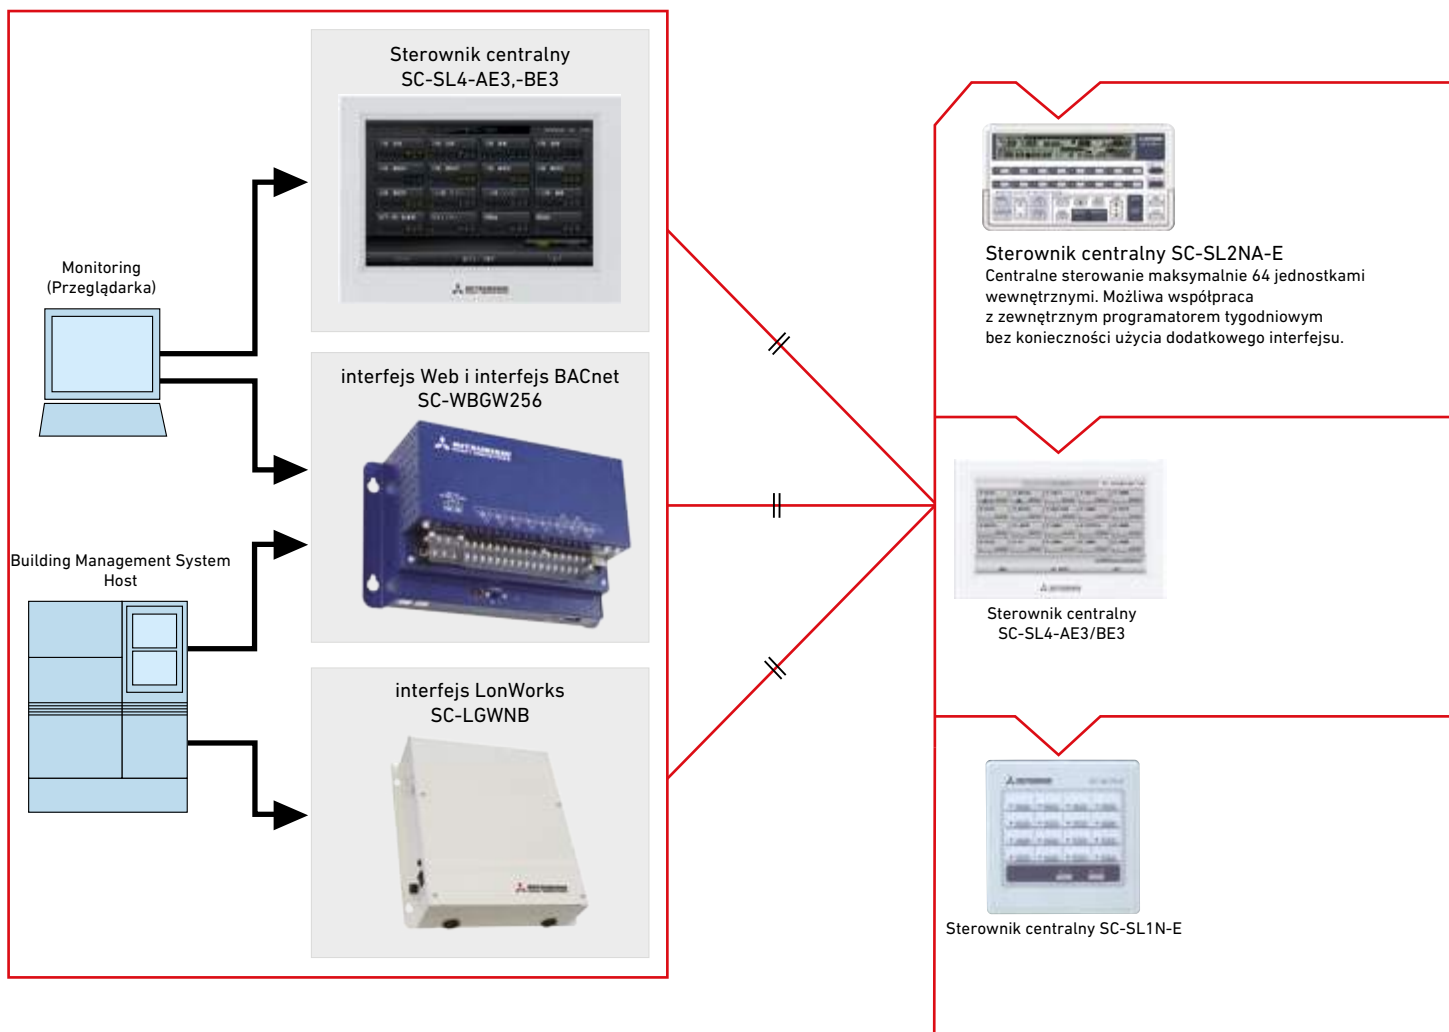 Sterownik centralny
SC-SL4-AE3,-BE3
Monitoring
(Przeglądarka)
interfejs Web i interfejs BACnet
SC-WBGW256
MITSUBISHI
Building Management System
Host
interfejs LonWorks
SC-LGWNB
MITSUBISHI
Sterownik centralny SC-SL2NA-E
Centralne sterowanie maksymalnie 64 jednostkami
wewnętrznymi. Możliwa współpraca
z zewnętrznym programatorem tygodniowym
bez konieczności użycia dodatkowego interfejsu.
Sterownik centralny
SC-SL4-AE3/BE3
Sterownik centralny SC-SL1N-E